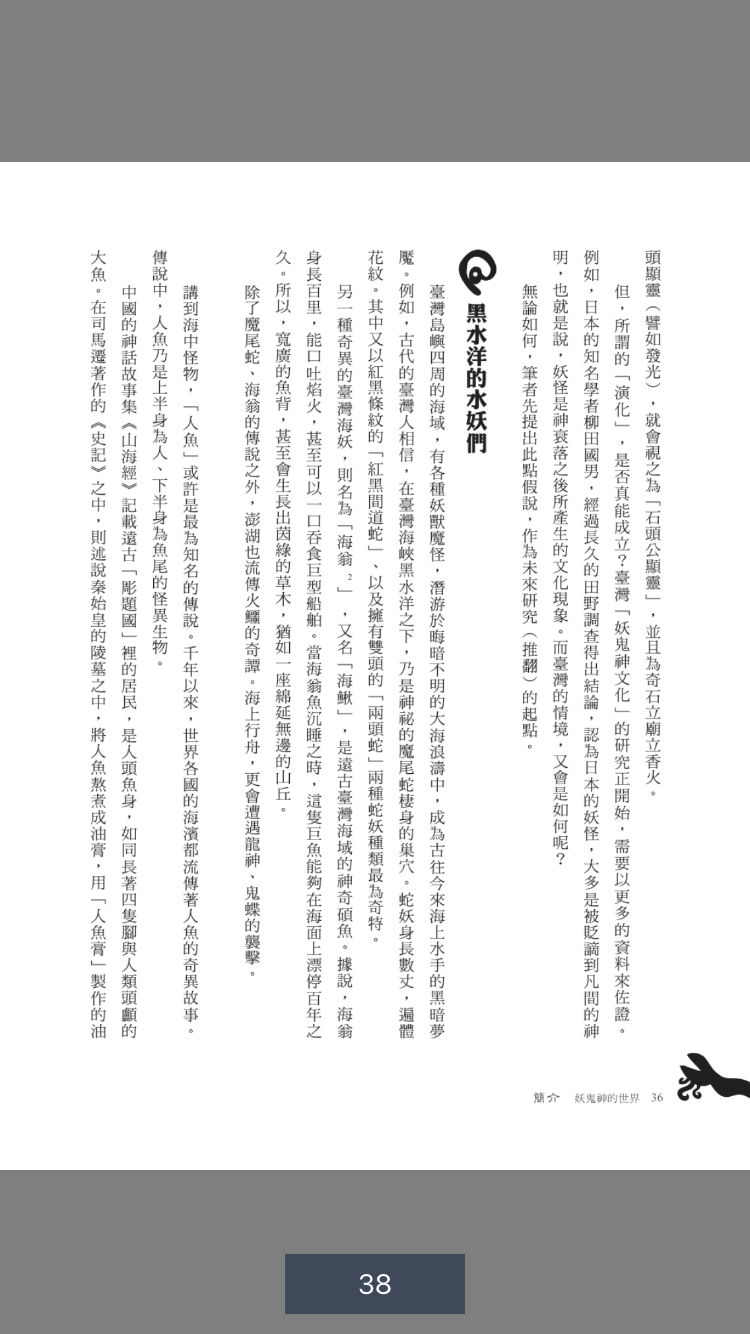 頭顯靈（譬如發光），就會視之為「石頭公顯靈」，並且為奇石立廟立香火。
但，所謂的「演化」，是否真能成立？臺灣「妖鬼神文化」的研究正開始，需要以更多的資料來佐證。
例如，日本的知名學者柳田國男，經過長久的田野調查得出結論，認為日本的妖怪，大多是被貶謫到凡間的神
明，也就是說，妖怪是神衰落之後所產生的文化現象。而臺灣的情境，又會是如何呢？
無論如何，筆者先提出此點假說，作為未來研究（推翻）的起點。
黑水洋的水妖們
臺灣島嶼四周的海域，有各種妖獸魔怪，潛游於晦暗不明的大海浪濤中，成為古往今來海上水手的黑暗夢
魘。例如，古代的臺灣人相信，在臺灣海峽黑水洋之下，乃是神祕的魔尾蛇棲身的巢穴。蛇妖身長數丈，遍體
花紋。其中又以紅黑條紋的「紅黑間道蛇」、以及擁有雙頭的「兩頭蛇」兩種蛇妖種類最為奇特。
另一種奇異的臺灣海妖，則名為「海翁2」，又名「海鰍」，是遠古臺灣海域的神奇碩魚。據說，海翁
身長百里，能口吐焰火，甚至可以一口吞食巨型船舶。當海翁魚沉睡之時，這隻巨魚能夠在海面上漂停百年之
久。所以，寬廣的魚背，甚至會生長出茵綠的草木，猶如一座綿延無邊的山丘。
除了魔尾蛇、海翁的傳說之外，澎湖也流傳火鱷的奇譚。海上行舟，更會遭遇龍神、鬼蝶的襲擊。
講到海中怪物，「人魚」或許是最為知名的傳說。千年以來，世界各國的海濱都流傳著人魚的奇異故事。
傳說中，人魚乃是上半身為人、下半身為魚尾的怪異生物。
中國的神話故事集《山海經》記載遠古「彫題國」裡的居民，是人頭魚身，如同長著四隻腳與人類頭顱的
大魚。在司馬遷著作的《史記》之中，則述說秦始皇的陵墓之中，將人魚熬煮成油膏，用「人魚膏」製作的油
簡介 妖鬼神的世界 36
38